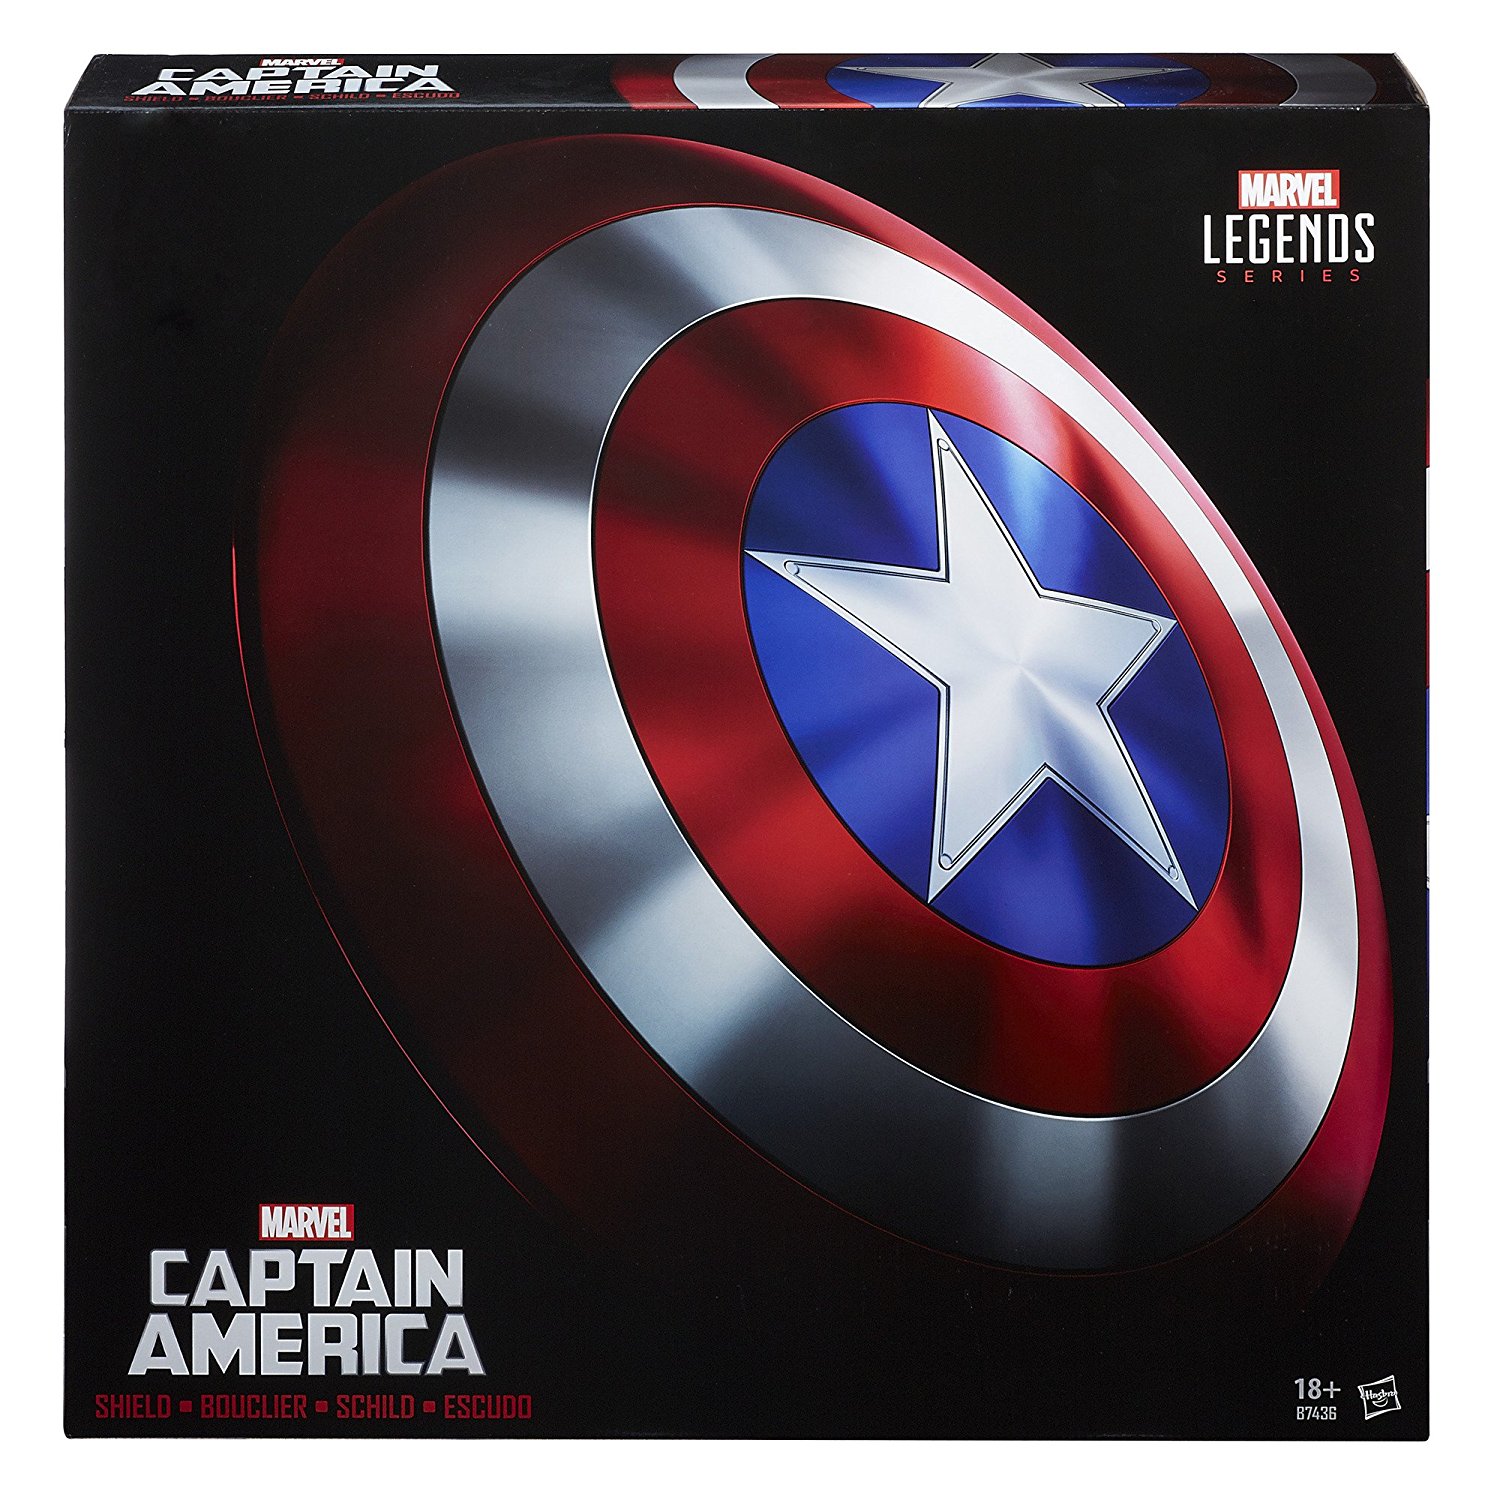 MARVEL
CAPTAIN
AMERICA
SHIELD - BOUCLIER - SCHILD - ESCUDO
MARVEL
LEGENDS
SERIES
MARVEL
CAPTAIN
AMERICA
SHIELD ▪ BOUCLIER ▪ SCHILD ▪ ESCUDO
18+
B7436
Hasbro